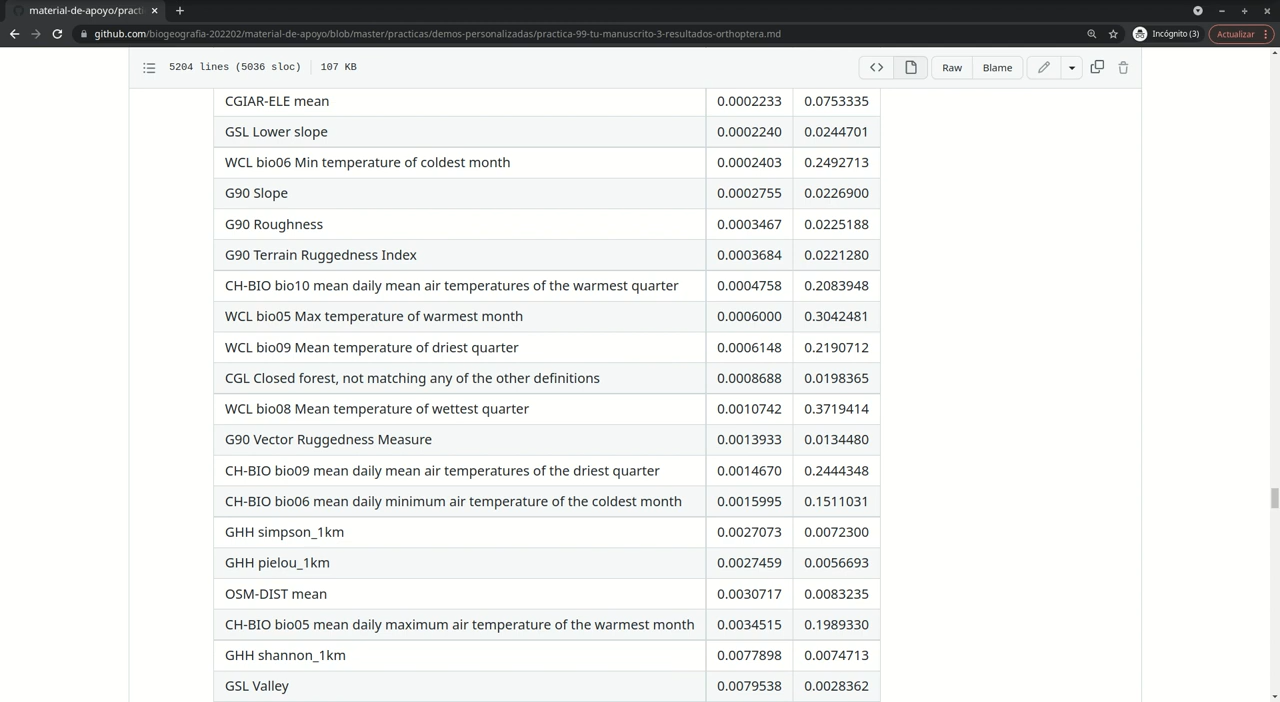 material-de-apoyo/practi
github.com/biogeografia-202202/material-de-apoyo/blob/master/practicas/demos-personalizadas/practica-99-tu-manuscrito-3-resultados-orthoptera.md
Incógnito (3)
Actualizar
5204 lines (5036 sloc) 107 KB
Raw
Blame
CGIAR-ELE mean 0.0002233 0.0753335
GSL Lower slope 0.0002240 0.0244701
WCL bio06 Min temperature of coldest month 0.0002403 0.2492713
G90 Slope 0.0002755 0.0226900
G90 Roughness 0.0003467 0.0225188
G90 Terrain Ruggedness Index 0.0003684 0.0221280
CH-BIO bio10 mean daily mean air temperatures of the warmest quarter 0.0004758 0.2083948
WCL bio05 Max temperature of warmest month 0.0006000 0.3042481
WCL bio09 Mean temperature of driest quarter 0.0006148 0.2190712
CGL Closed forest, not matching any of the other definitions 0.0008688 0.0198365
WCL bio08 Mean temperature of wettest quarter 0.0010742 0.3719414
G90 Vector Ruggedness Measure 0.0013933 0.0134480
CH-BIO bio09 mean daily mean air temperatures of the driest quarter 0.0014670 0.2444348
CH-BIO bio06 mean daily minimum air temperature of the coldest month 0.0015995 0.1511031
GHH simpson_1km 0.0027073 0.0072300
GHH pielou_1km 0.0027459 0.0056693
OSM-DIST mean 0.0030717 0.0083235
CH-BIO bio05 mean daily maximum air temperature of the warmest month 0.0034515 0.1989330
GHH shannon_1km 0.0077898 0.0074713
GSL Valley 0.0079538 0.0028362